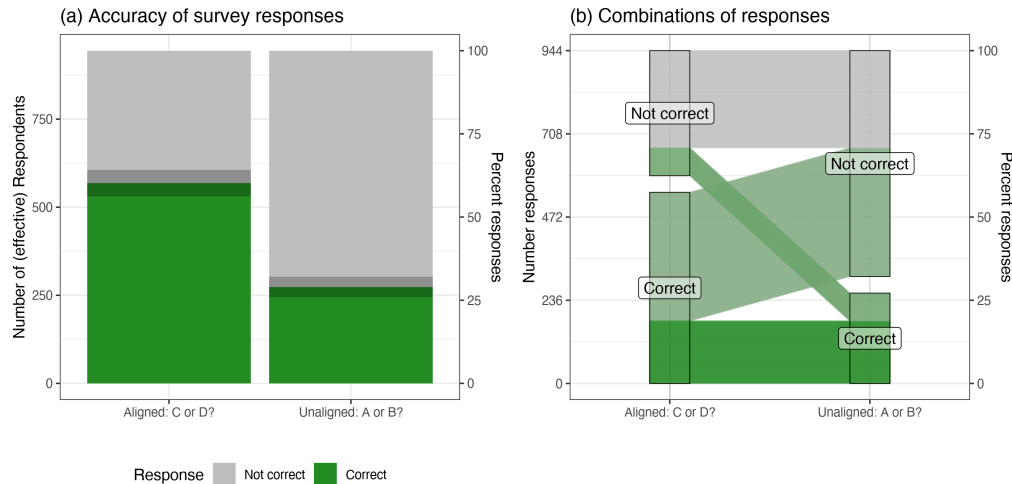 (a) Accuracy of survey responses
Number of (effective) Respondents
750
500
250
0
100
75
50
25
0
Percent responses
Aligned: C or D?
Unaligned: A or B?
Response
Not correct
Correct
(b) Combinations of responses
Number responses
944
708
472
236
0
Not correct
Correct
Not correct
Correct
100
75
50
25
0
Percent responses
Aligned: C or D?
Unaligned: A or B?